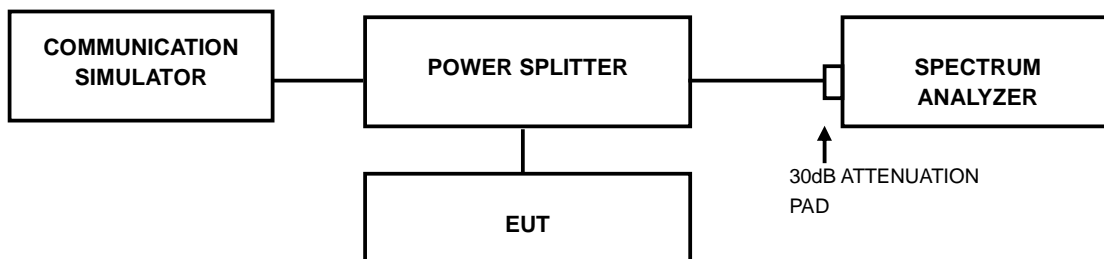 COMMUNICATION
SIMULATOR
POWER SPLITTER
SPECTRUM
ANALYZER
30dB ATTENUATION
PAD
EUT